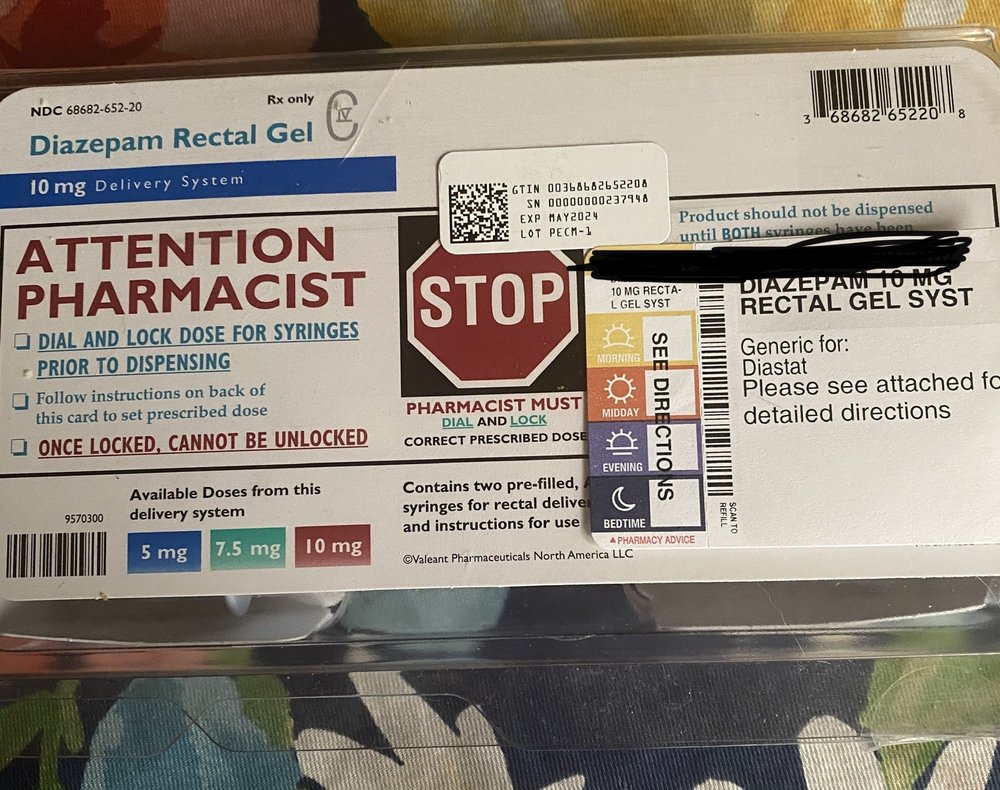 NDC 68682-652-20
Rx only
C IV
Diazepam Rectal Gel
10 mg Delivery System
3 68682 65220 8
GTIN 00368682652208
SN 00000000237948
EXP MAY2024
LOT PECM-1
Product should not be dispensed
until BOTH syringes have been
ATTENTION
PHARMACIST
DIAL AND LOCK DOSE FOR SYRINGES
PRIOR TO DISPENSING
Follow instructions on back of
this card to set prescribed dose
ONCE LOCKED, CANNOT BE UNLOCKED
STOP
PHARMACIST MUST
DIAL AND LOCK
CORRECT PRESCRIBED DOSE
10 MG RECTA-
L GEL SYST
MORNING
MIDDAY
EVENING
BEDTIME
SEE DIRECTIONS
PHARMACY ADVICE
SCAN TO
REFILL
DIAZEPAM 10 MG
RECTAL GEL SYST
Generic for:
Diastat
Please see attached fo
detailed directions
Available Doses from this
delivery system
5 mg
7.5 mg
10 mg
9570300
Contains two pre-filled,
syringes for rectal delive
and instructions for use
©Valeant Pharmaceuticals North America LLC